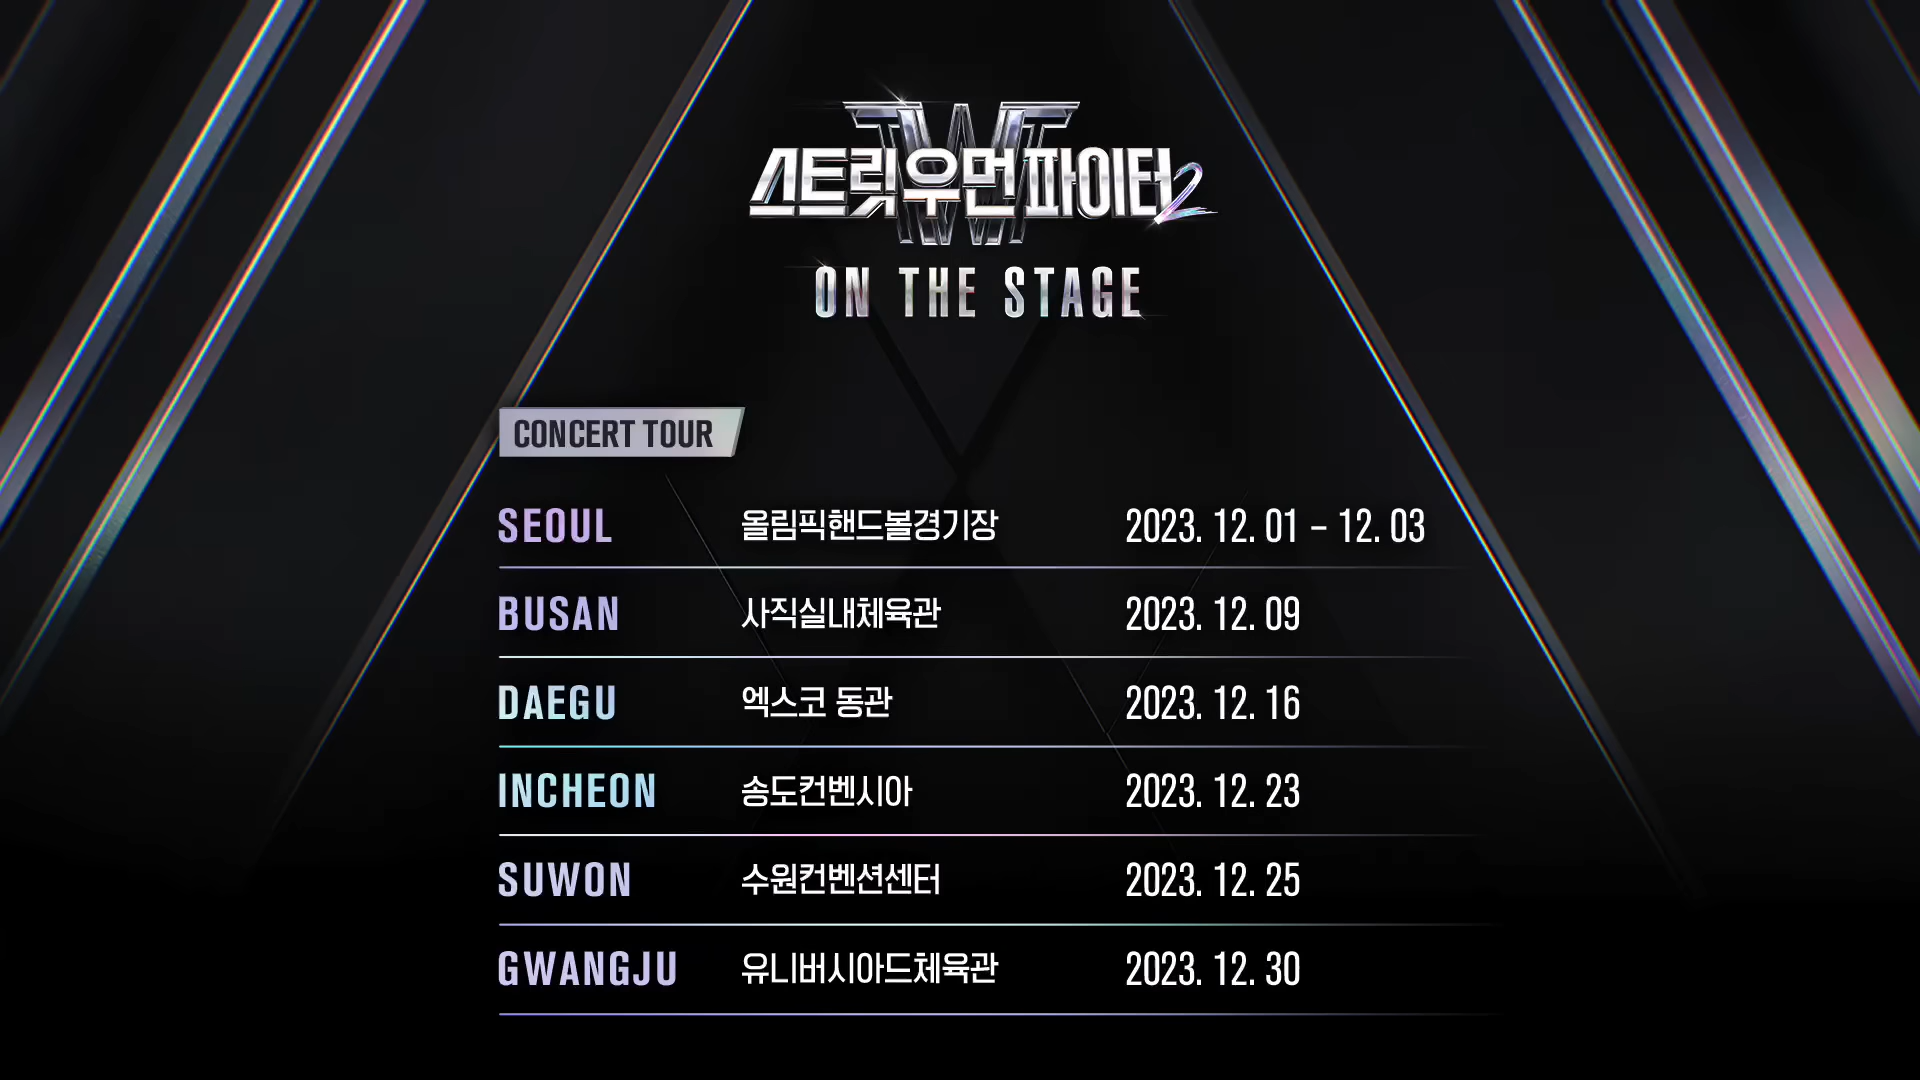 스트릿 우먼 파이터 2
ON THE STAGE
CONCERT TOUR
SEOUL 올림픽핸드볼경기장 2023. 12. 01 - 12. 03
BUSAN 사직실내체육관 2023. 12. 09
DAEGU 엑스코 동관 2023. 12. 16
INCHEON 송도컨벤시아 2023. 12. 23
SUWON 수원컨벤션센터 2023. 12. 25
GWANGJU 유니버시아드체육관 2023. 12. 30